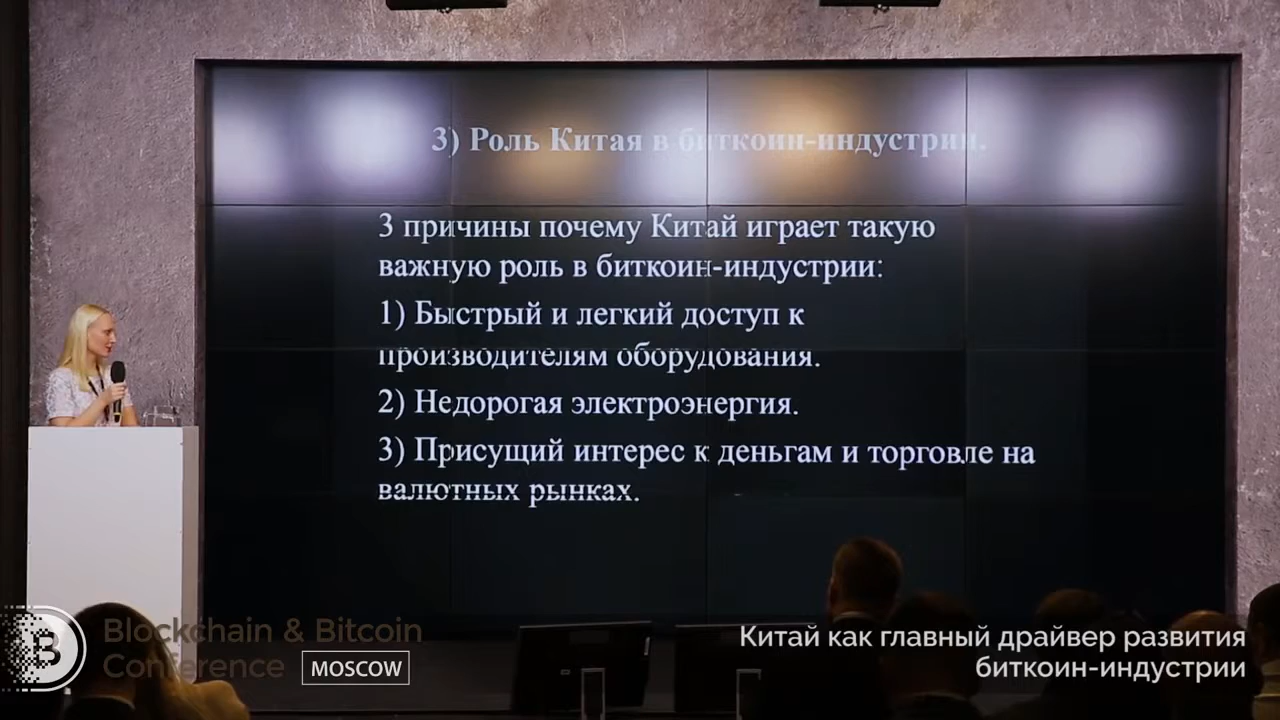 3) Роль Китая в биткоин-индустрии.
3 причины почему Китай играет такую
важную роль в биткоин-индустрии:
1) Быстрый и легкий доступ к
производителям оборудования.
2) Недорогая электроэнергия.
3) Присущий интерес к деньгам и торговле на
валютных рынках.
B
Blockchain & Bitcoin
Conference MOSCOW
Китай как главный драйвер развития
биткоин-индустрии